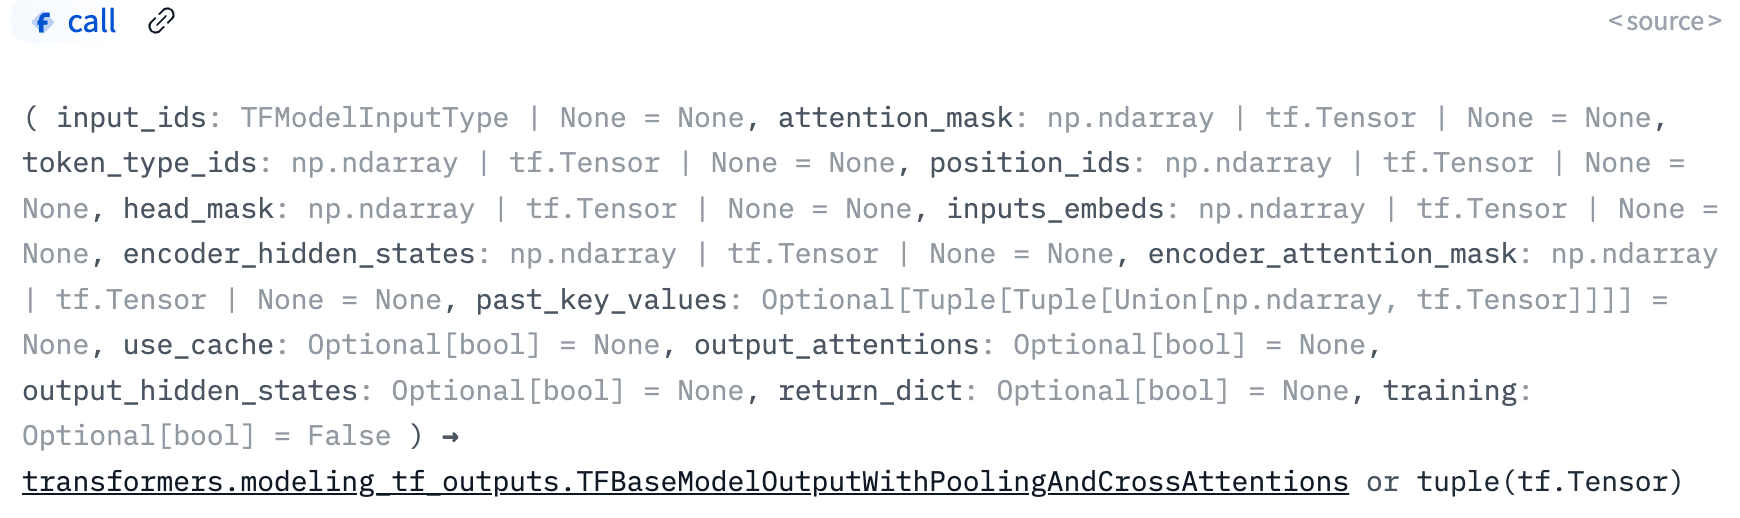 f call
<source>
( input_ids: TFModelInputType | None = None, attention_mask: np.ndarray | tf.Tensor | None = None,
token_type_ids: np.ndarray | tf.Tensor | None = None, position_ids: np.ndarray | tf.Tensor | None =
None, head_mask: np.ndarray | tf.Tensor | None = None, inputs_embeds: np.ndarray | tf.Tensor | None =
None, encoder_hidden_states: np.ndarray | tf.Tensor | None = None, encoder_attention_mask: np.ndarray
| tf.Tensor | None = None, past_key_values: Optional[Tuple[Tuple[Union[np.ndarray, tf.Tensor]]]] =
None, use_cache: Optional[bool] = None, output_attentions: Optional[bool] = None,
output_hidden_states: Optional[bool] = None, return_dict: Optional[bool] = None, training:
Optional[bool] = False ) →
transformers.modeling_tf_outputs.TFBaseModelOutputWithPoolingAndCrossAttentions or tuple(tf.Tensor)